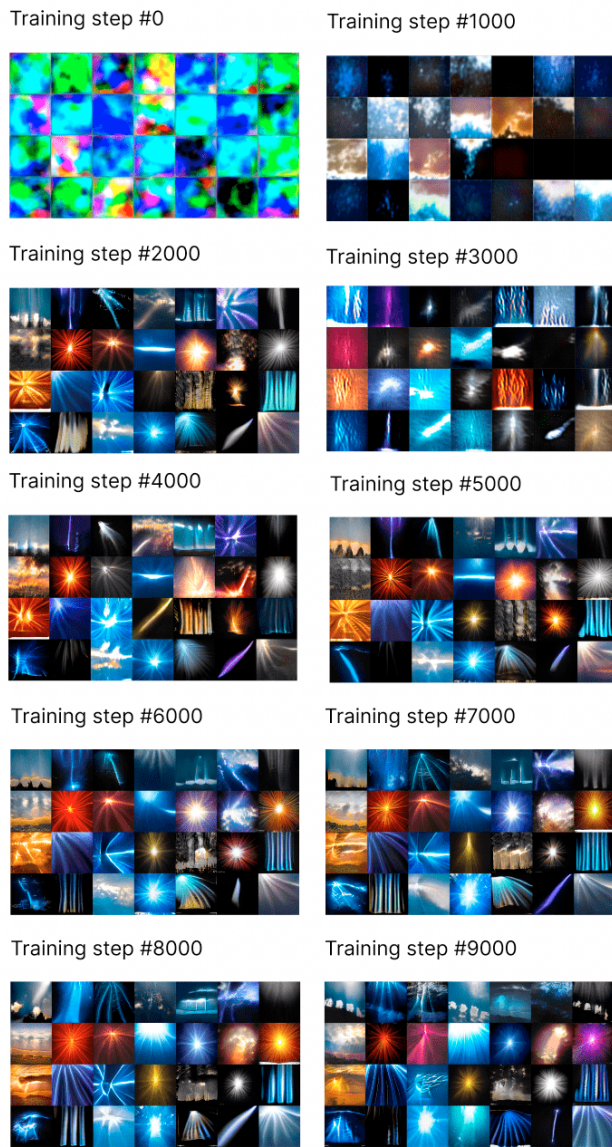 Training step #0
Training step #1000
Training step #2000
Training step #3000
Training step #4000
Training step #5000
Training step #6000
Training step #7000
Training step #8000
Training step #9000